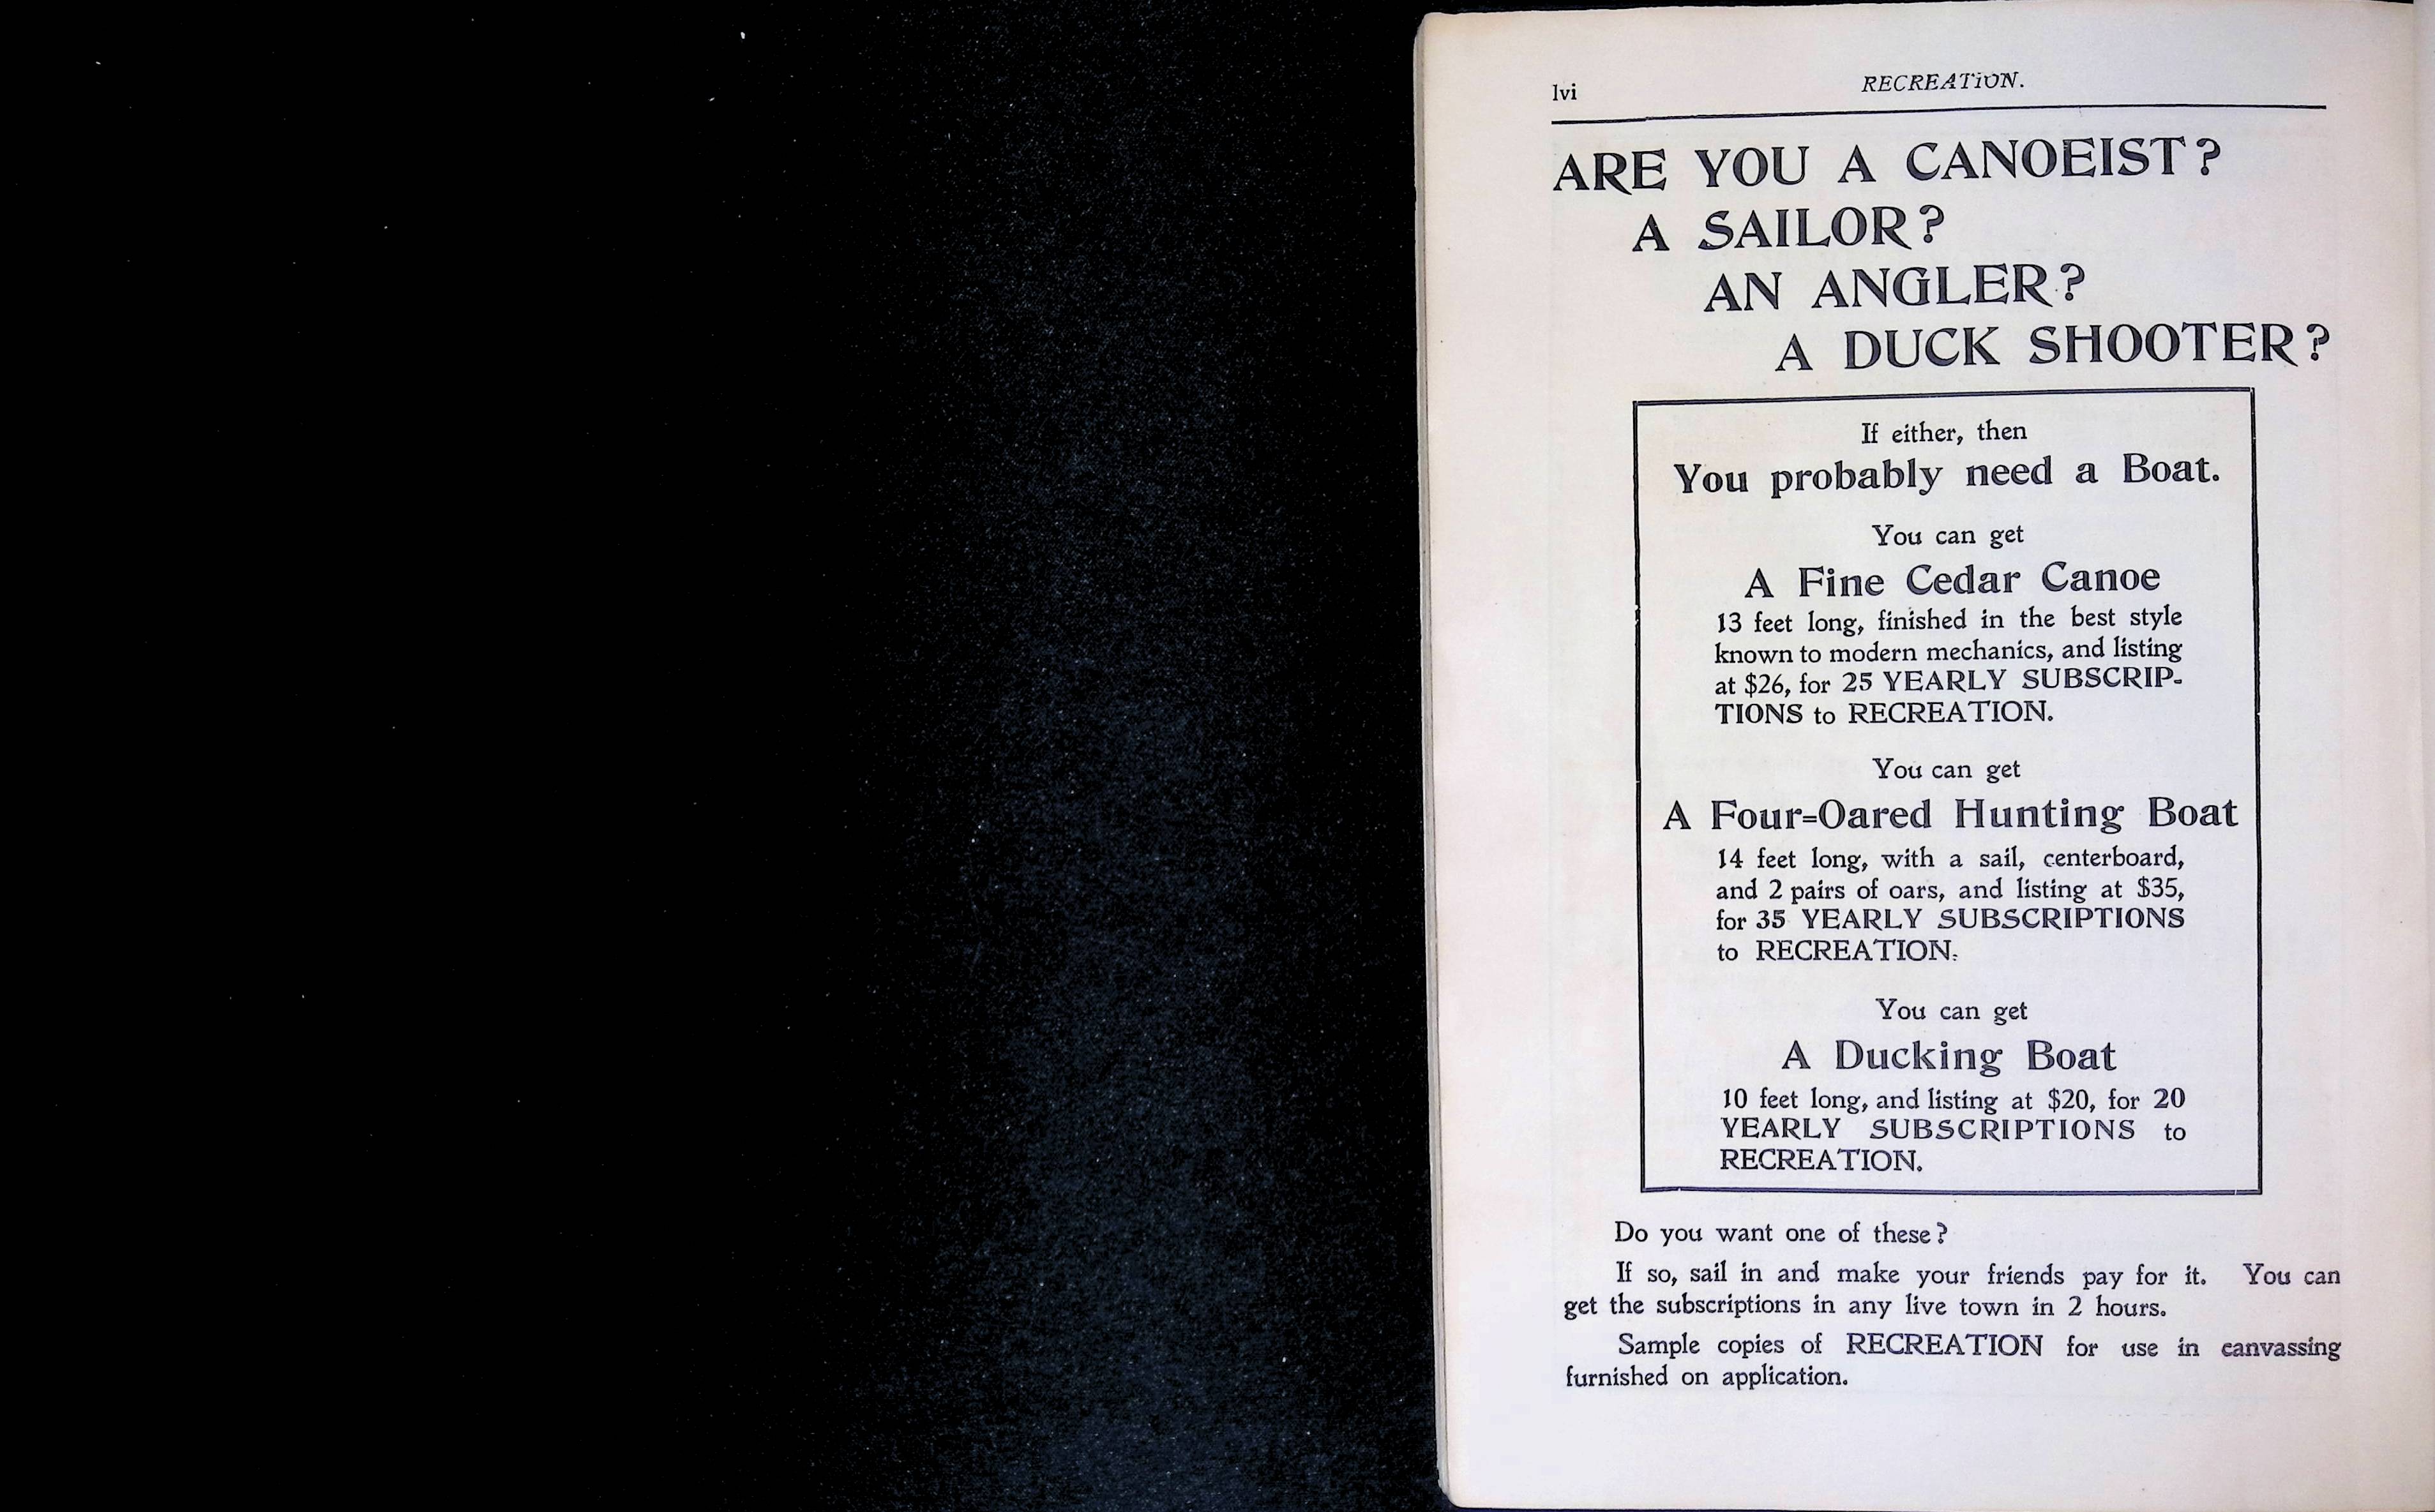 lvi
RECREATION.
ARE YOU A CANOEIST?
A SAILOR?
AN ANGLER?
A DUCK SHOOTER?
If either, then
You probably need a Boat.
You can get
A Fine Cedar Canoe
13 feet long, finished in the best style
known to modern mechanics, and listing
at $26, for 25 YEARLY SUBSCRIP-
TIONS to RECREATION.
You can get
A Four=Oared Hunting Boat
14 feet long, with a sail, centerboard,
and 2 pairs of oars, and listing at $35,
for 35 YEARLY SUBSCRIPTIONS
to RECREATION.
You can get
A Ducking Boat
10 feet long, and listing at $20, for 20
YEARLY SUBSCRIPTIONS to
RECREATION.
Do you want one of these?
If so, sail in and make your friends pay for it. You can
get the subscriptions in any live town in 2 hours.
Sample copies of RECREATION for use in canvassing
furnished on application.